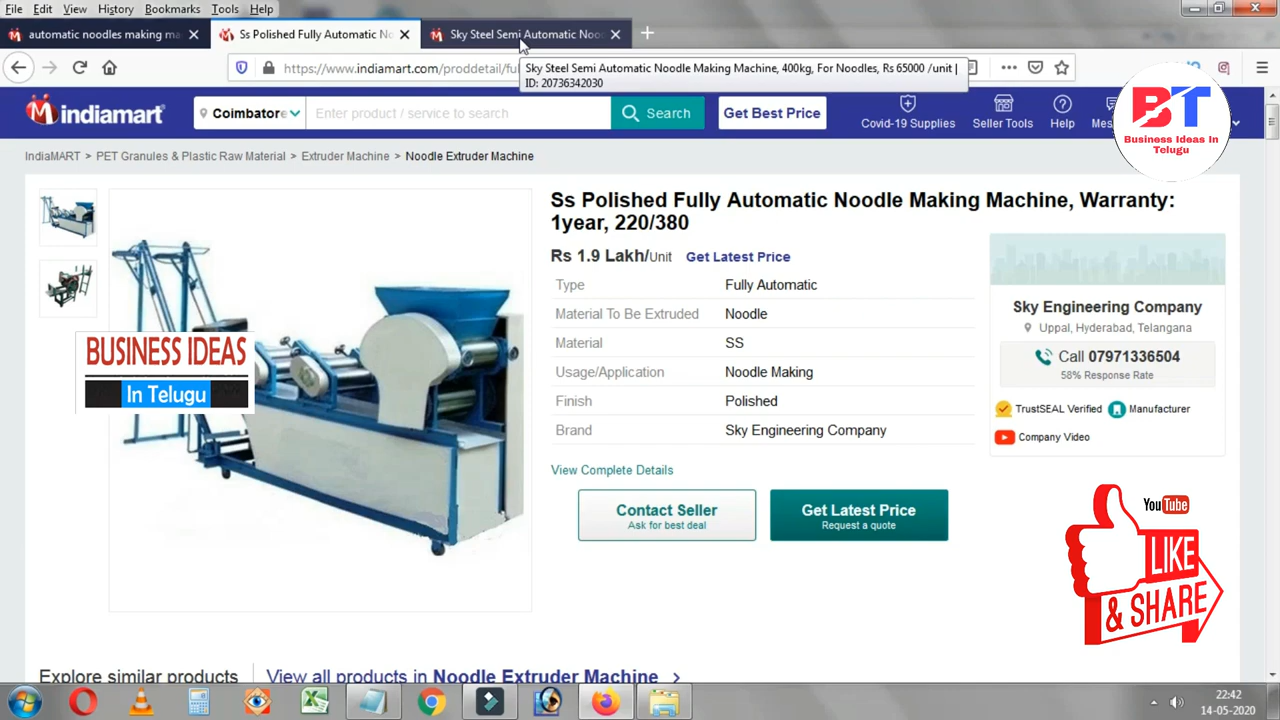 File Edit View History Bookmarks Tools Help
automatic noodles making ma
Ss Polished Fully Automatic No
Sky Steel Semi Automatic Noo
https://www.indiamart.com/proddetail/ful
Sky Steel Semi Automatic Noodle Making Machine, 400kg, For Noodles, Rs 65000 /unit |
ID: 20736342030
indiamart
Coimbatore
Enter product / service to search
Search
Get Best Price
Covid-19 Supplies
Seller Tools
Help
Mes
BT
Business Ideas In
Telugu
IndiaMART > PET Granules & Plastic Raw Material > Extruder Machine > Noodle Extruder Machine
Ss Polished Fully Automatic Noodle Making Machine, Warranty:
1year, 220/380
Rs 1.9 Lakh/Unit Get Latest Price
Type Fully Automatic
Material To Be Extruded Noodle
Material SS
Usage/Application Noodle Making
Finish Polished
Brand Sky Engineering Company
View Complete Details
Contact Seller
Ask for best deal
Get Latest Price
Request a quote
Sky Engineering Company
Uppal, Hyderabad, Telangana
Call 07971336504
58% Response Rate
TrustSEAL Verified
Manufacturer
Company Video
BUSINESS IDEAS
In Telugu
YouTube
LIKE
& SHARE
Explore similar products
View all products in Noodle Extruder Machine >
22:42
14-05-2020